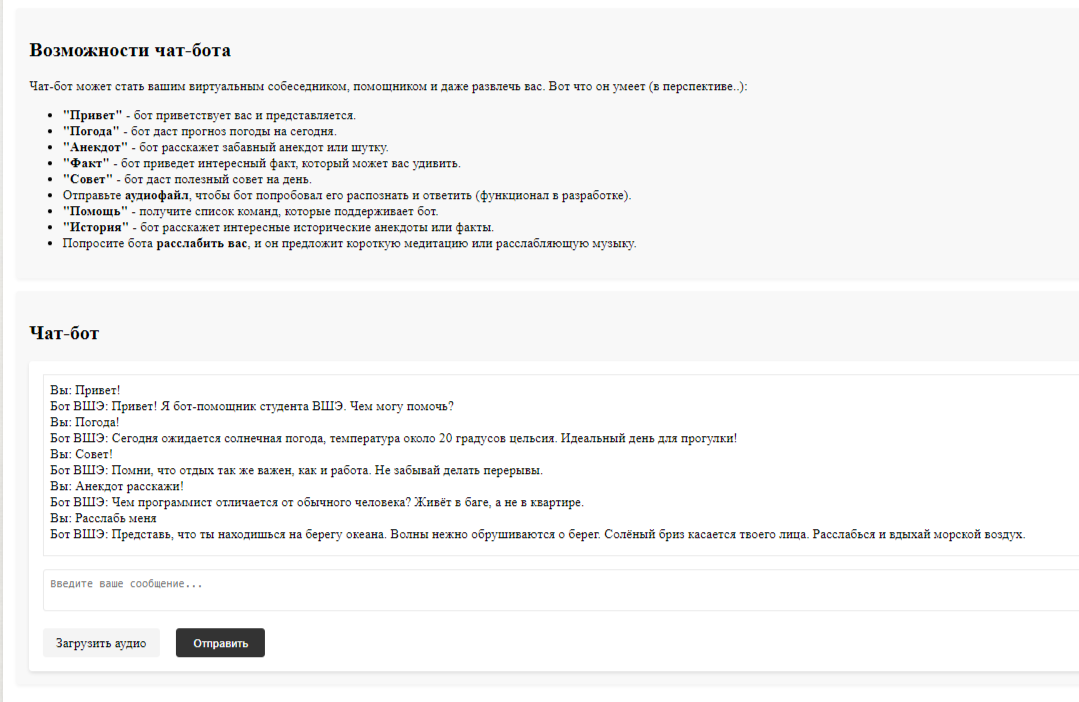 Возможности чат-бота
Чат-бот может стать вашим виртуальным собеседником, помощником и даже развлечь вас. Вот что он умеет (в перспективе..):
• "Привет" - бот приветствует вас и представляется.
• "Погода" - бот даст прогноз погоды на сегодня.
• "Анекдот" - бот расскажет забавный анекдот или шутку.
• "Факт" - бот приведет интересный факт, который может вас удивить.
• "Совет" - бот даст полезный совет на день.
• Отправьте аудиофайл, чтобы бот попробовал его распознать и ответить (функционал в разработке).
• "Помощь" - получите список команд, которые поддерживает бот.
• "История" - бот расскажет интересные исторические анекдоты или факты.
• Попросите бота расслабить вас, и он предложит короткую медитацию или расслабляющую музыку.
Чат-бот
Вы: Привет!
Бот ВШЭ: Привет! Я бот-помощник студента ВШЭ. Чем могу помочь?
Вы: Погода!
Бот ВШЭ: Сегодня ожидается солнечная погода, температура около 20 градусов цельсия. Идеальный день для прогулки!
Вы: Совет!
Бот ВШЭ: Помни, что отдых так же важен, как и работа. Не забывай делать перерывы.
Вы: Анекдот расскажи!
Бот ВШЭ: Чем программист отличается от обычного человека? Живёт в баге, а не в квартире.
Вы: Расслабь меня
Бот ВШЭ: Представь, что ты находишься на берегу океана. Волны нежно обрушиваются о берег. Солёный бриз касается твоего лица. Расслабься и вдыхай морской воздух.
Введите ваше сообщение...
Загрузить аудио
Отправить